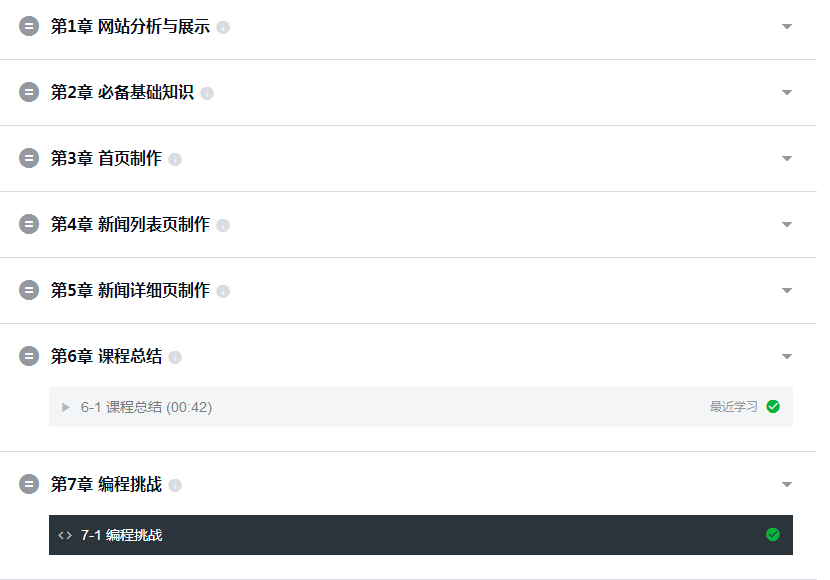 第1章 网站分析与展示
第2章 必备基础知识
第3章 首页制作
第4章 新闻列表页制作
第5章 新闻详细页制作
第6章 课程总结
6-1 课程总结 (00:42) 最近学习
第7章 编程挑战
7-1 编程挑战